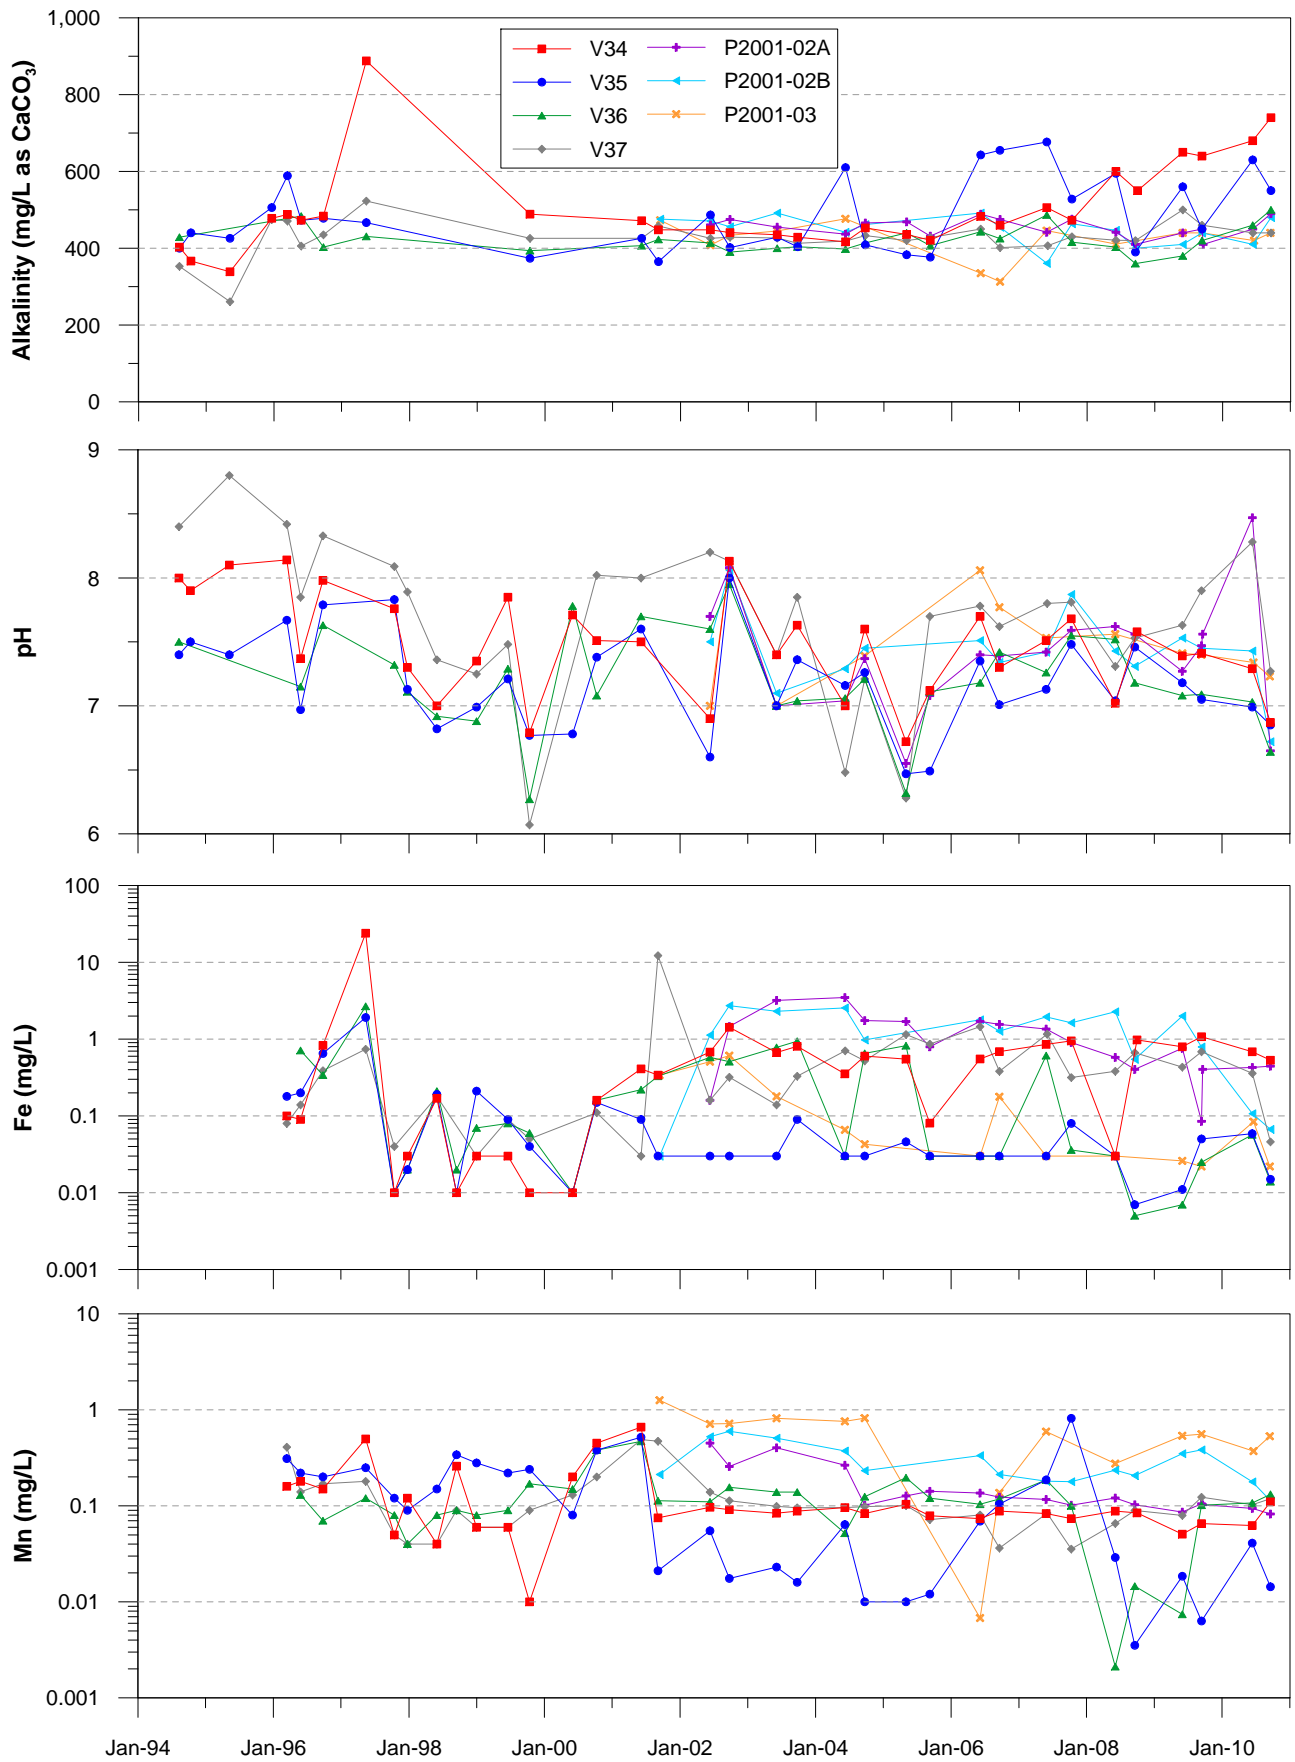 1,000
800
600
400
200
0
Alkalinity (mg/L as CaCO₃)
V34
V35
V36
V37
P2001-02A
P2001-02B
P2001-03
9
8
7
6
pH
100
10
1
0.1
0.01
0.001
Fe (mg/L)
10
1
0.1
0.01
0.001
Mn (mg/L)
Jan-94 Jan-96 Jan-98 Jan-00 Jan-02 Jan-04 Jan-06 Jan-08 Jan-10